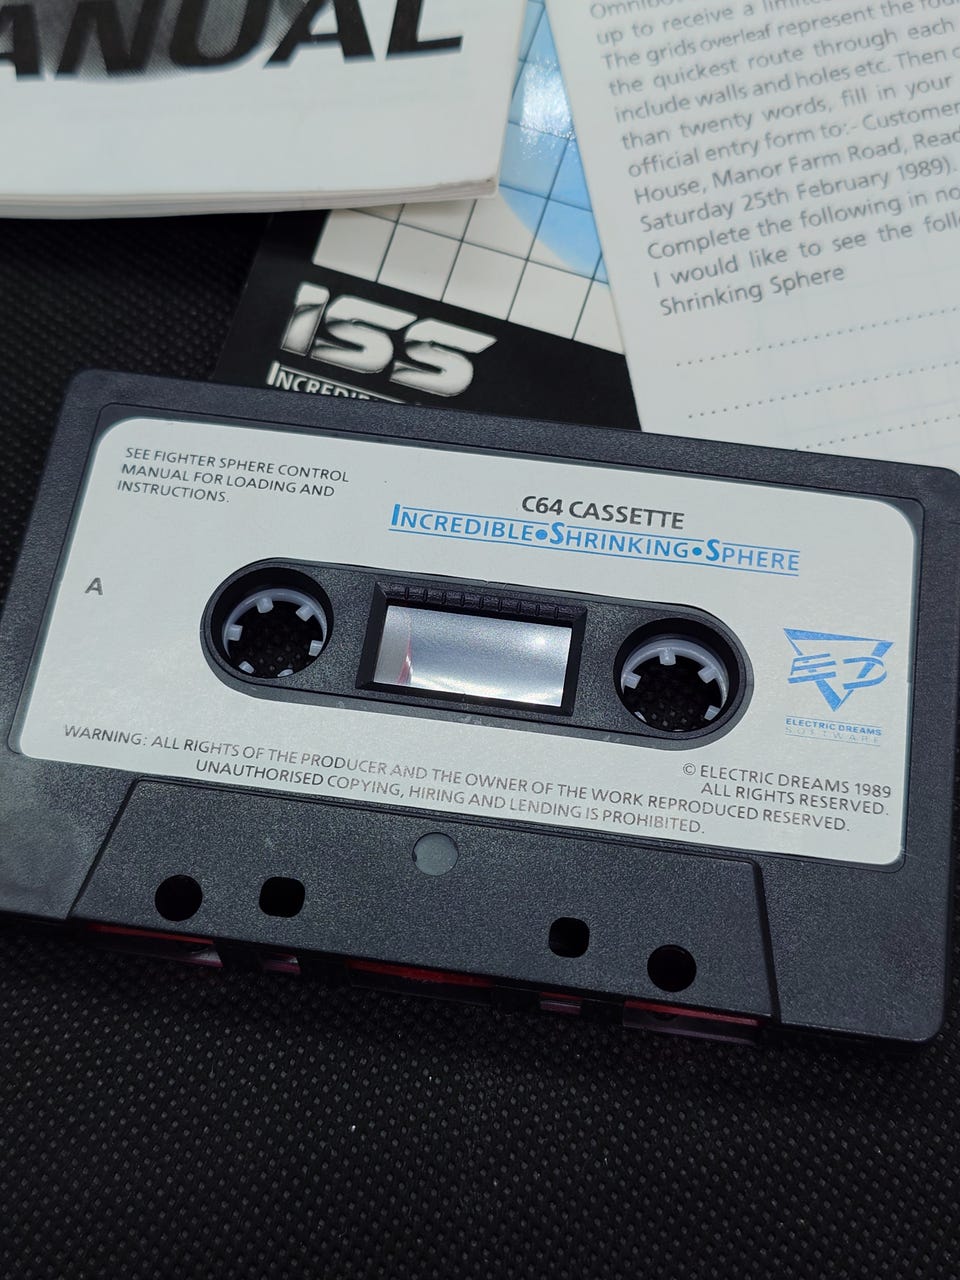 ANUAL
up to receive a
The grids overleaf represent the
the quickest route through each
include walls and holes etc. Then
than twenty words, fill in your
official entry form to:- Customer
House, Manor Farm Road,
Saturday 25th February 1989).
Complete the following in no
I would like to see the
Shrinking Sphere
ISS
SEE FIGHTER SPHERE CONTROL
MANUAL FOR LOADING AND
INSTRUCTIONS.
C64 CASSETTE
INCREDIBLE•SHRINKING•SPHERE
A
ELECTRIC DREAMS
SOFTWARE
© ELECTRIC DREAMS 1989
ALL RIGHTS RESERVED.
WARNING: ALL RIGHTS OF THE PRODUCER AND THE OWNER OF THE WORK REPRODUCED RESERVED.
UNAUTHORISED COPYING, HIRING AND LENDING IS PROHIBITED.